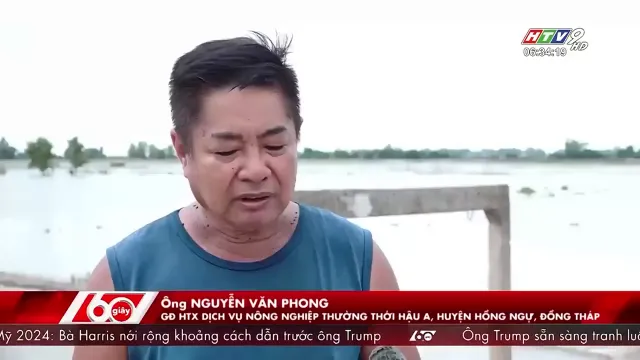 HTV9
HD
06:34:19
Ông NGUYỄN VĂN PHONG
60 giây
GĐ HTX DỊCH VỤ NÔNG NGHIỆP THƯỜNG THỚI HẬU A, HUYỆN HỒNG NGỰ, ĐỒNG THÁP
Mỹ 2024: Bà Harris nới rộng khoảng cách dẫn trước ông Trump 60 giây Ông Trump sẵn sàng tranh lu